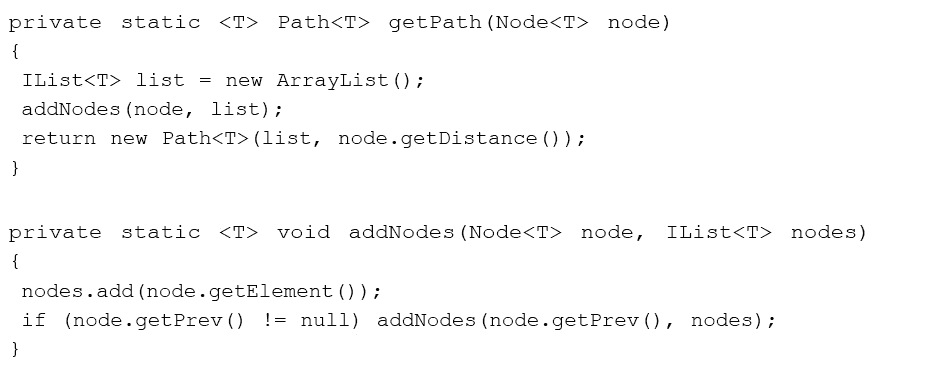 private static <T> Path<T> getPath(Node<T> node)
{
IList<T> list = new ArrayList();
addNodes(node, list);
return new Path<T>(list, node.getDistance());
}
private static <T> void addNodes(Node<T> node, IList<T> nodes)
{
nodes.add(node.getElement());
if (node.getPrev() != null) addNodes(node.getPrev(), nodes);
}